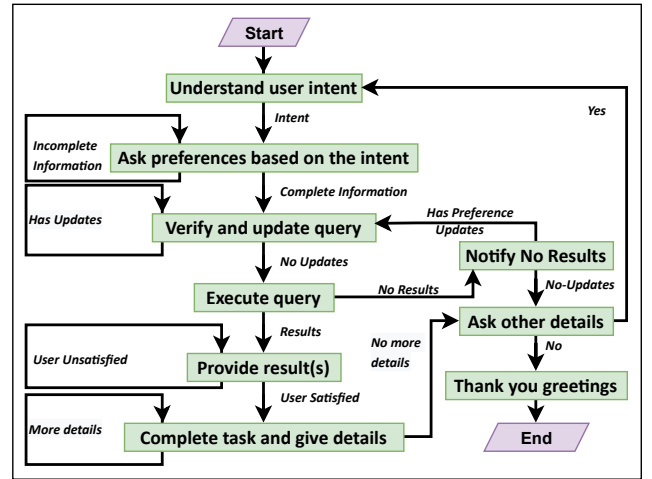 Start
Understand user intent
Yes
Intent
Incomplete
Information
Ask preferences based on the intent
Complete Information
Has Updates
Has Preference
Updates
Verify and update query
No Updates
Notify No Results
No-Updates
Execute query
No Results
Results
Ask other details
No more
details
No
User Unsatisfied
Provide result(s)
Thank you greetings
User Satisfied
More details
Complete task and give details
End